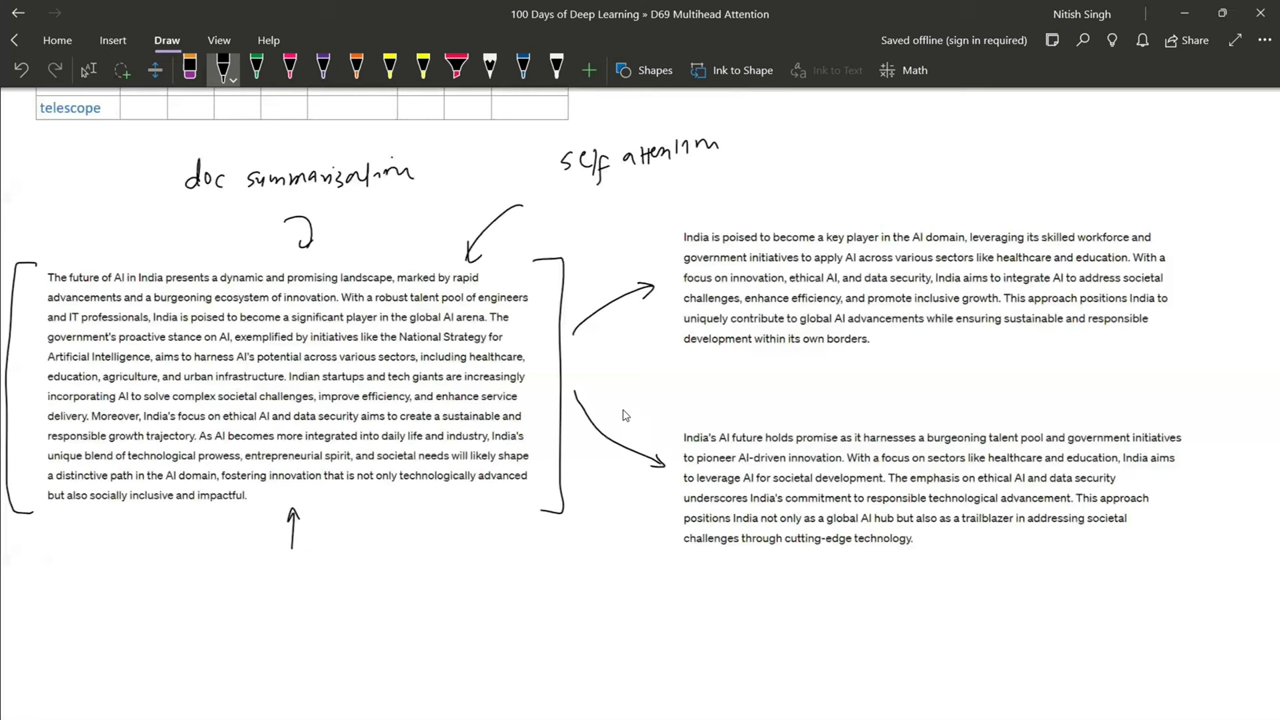 100 Days of Deep Learning » D69 Multihead Attention
Nitish Singh
Home Insert Draw View Help
Saved offline (sign in required)
Share
Shapes
Ink to Shape
Ink to Text
Math
telescope
doc summarization
self attention
The future of AI in India presents a dynamic and promising landscape, marked by rapid
advancements and a burgeoning ecosystem of innovation. With a robust talent pool of engineers
and IT professionals, India is poised to become a significant player in the global AI arena. The
government's proactive stance on AI, exemplified by initiatives like the National Strategy for
Artificial Intelligence, aims to harness AI's potential across various sectors, including healthcare,
education, agriculture, and urban infrastructure. Indian startups and tech giants are increasingly
incorporating AI to solve complex societal challenges, improve efficiency, and enhance service
delivery. Moreover, India's focus on ethical AI and data security aims to create a sustainable and
responsible growth trajectory. As AI becomes more integrated into daily life and industry, India's
unique blend of technological prowess, entrepreneurial spirit, and societal needs will likely shape
a distinctive path in the AI domain, fostering innovation that is not only technologically advanced
but also socially inclusive and impactful.
India is poised to become a key player in the AI domain, leveraging its skilled workforce and
government initiatives to apply AI across various sectors like healthcare and education. With a
focus on innovation, ethical AI, and data security, India aims to integrate AI to address societal
challenges, enhance efficiency, and promote inclusive growth. This approach positions India to
uniquely contribute to global AI advancements while ensuring sustainable and responsible
development within its own borders.
India's AI future holds promise as it harnesses a burgeoning talent pool and government initiatives
to pioneer AI-driven innovation. With a focus on sectors like healthcare and education, India aims
to leverage AI for societal development. The emphasis on ethical AI and data security
underscores India's commitment to responsible technological advancement. This approach
positions India not only as a global AI hub but also as a trailblazer in addressing societal
challenges through cutting-edge technology.